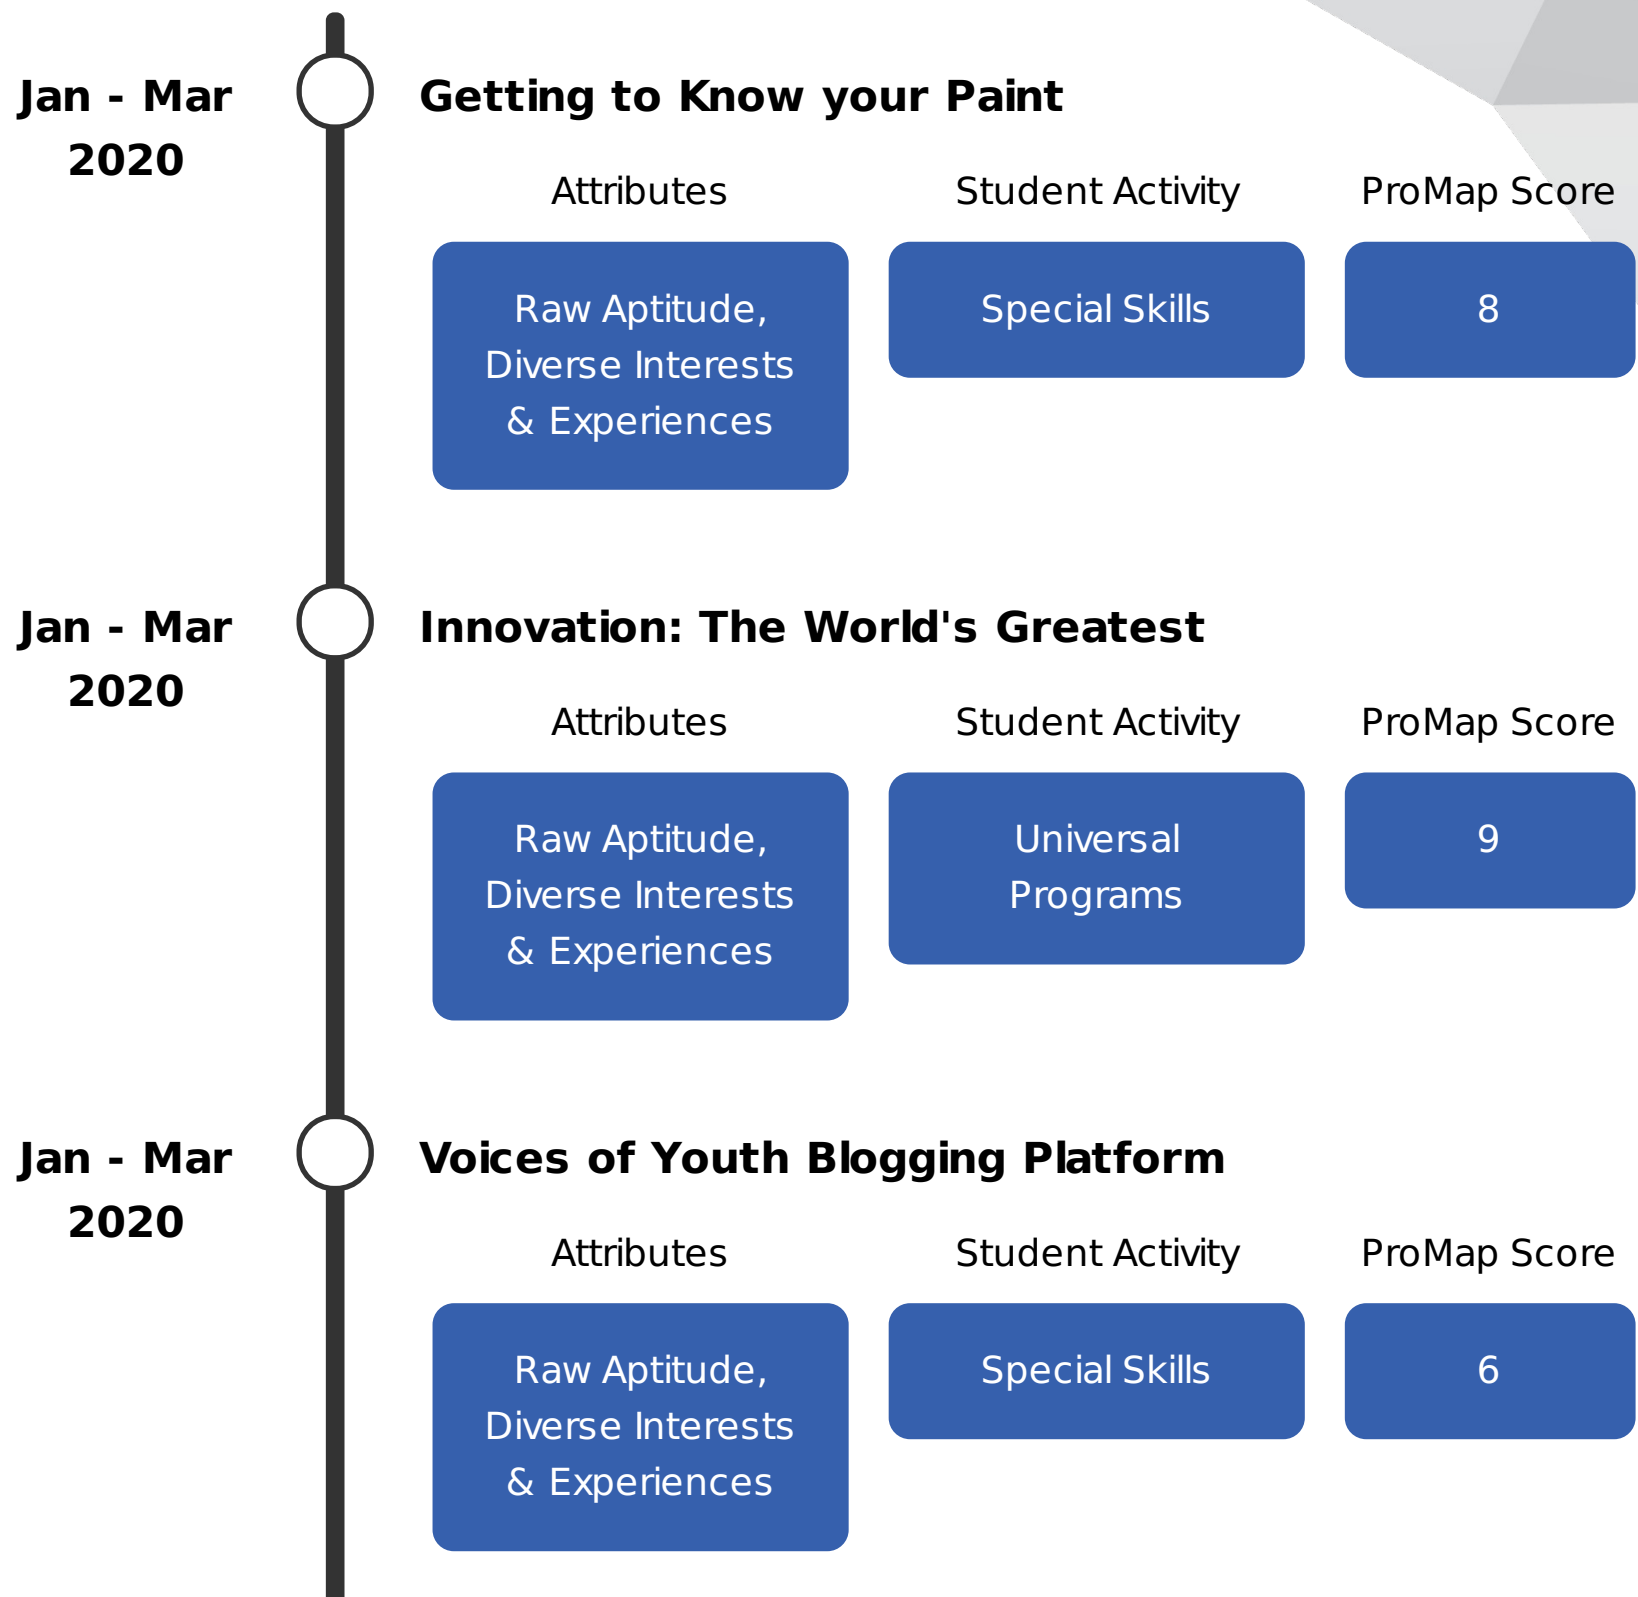 Jan - Mar
2020
Getting to Know your Paint
Attributes
Student Activity
ProMap Score
Raw Aptitude,
Diverse Interests
& Experiences
Special Skills
8
Jan - Mar
2020
Innovation: The World's Greatest
Attributes
Student Activity
ProMap Score
Raw Aptitude,
Diverse Interests
& Experiences
Universal
Programs
9
Jan - Mar
2020
Voices of Youth Blogging Platform
Attributes
Student Activity
ProMap Score
Raw Aptitude,
Diverse Interests
& Experiences
Special Skills
6